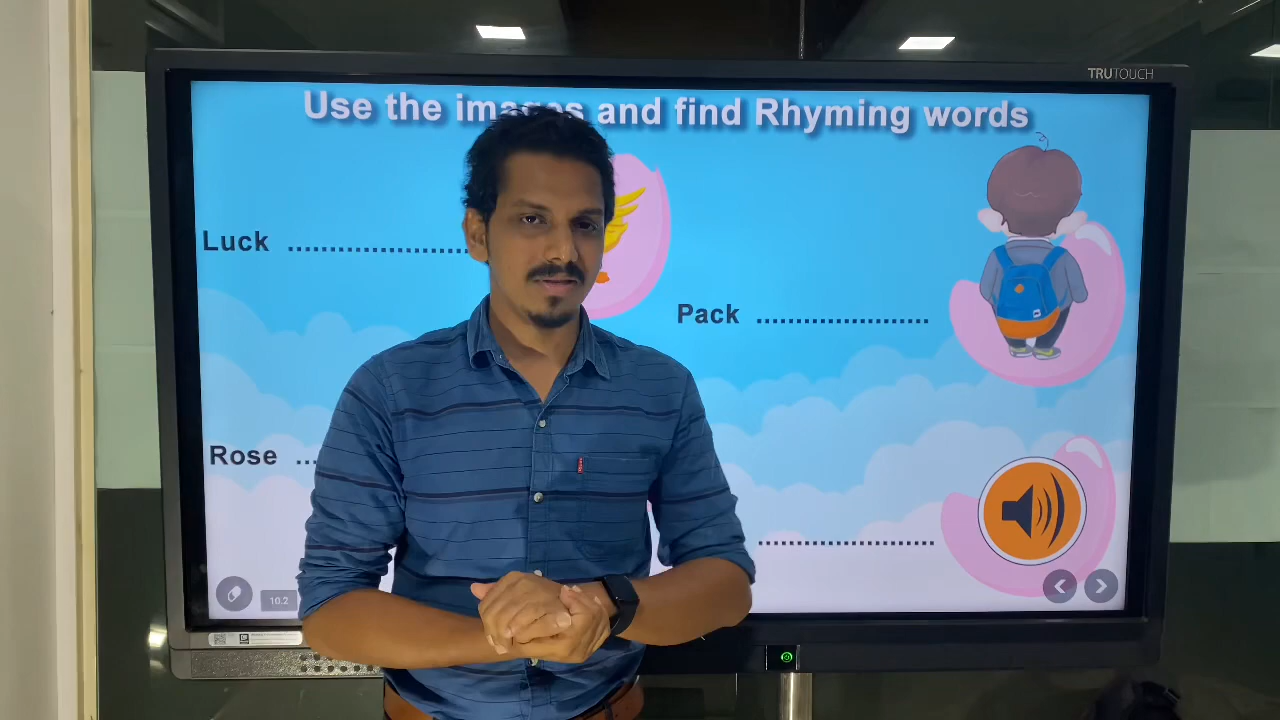 TRUTOUCH
Use the images and find Rhyming words
Luck ......................
Pack ......................
Rose ...
.......................
10.2